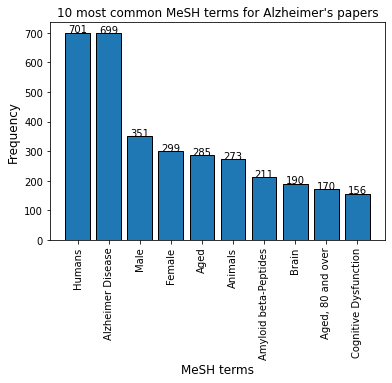 10 most common MeSH terms for Alzheimer's papers
Frequency
700
600
500
400
300
200
100
0
701
699
351
299
285
273
211
190
170
156
Humans
Alzheimer Disease
Male
Female
Aged
Animals
Amyloid beta-Peptides
Brain
Aged, 80 and over
Cognitive Dysfunction
MeSH terms